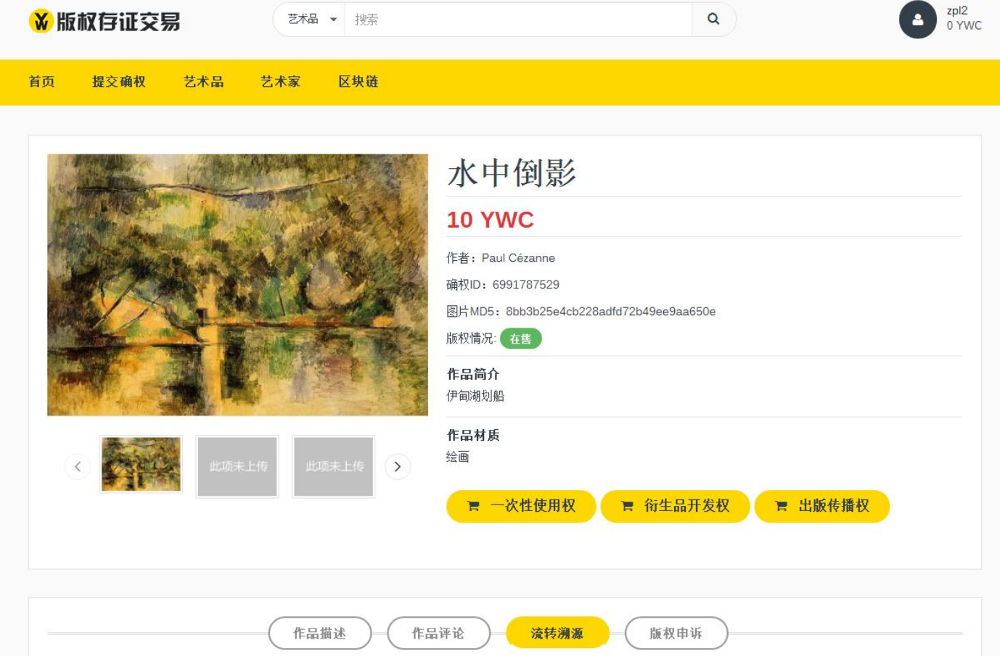 版权存证交易
艺术品
搜索
zpl2
0 YWC
首页
提交确权
艺术品
艺术家
区块链
水中倒影
10 YWC
作者：Paul Cézanne
确权ID：6991787529
图片MD5：8bb3b25e4cb228adfd72b49ee9aa650e
版权情况: 在售
作品简介
伊甸湖划船
作品材质
绘画
此项未上传
此项未上传
一次性使用权
衍生品开发权
出版传播权
作品描述
作品评论
流转溯源
版权申诉